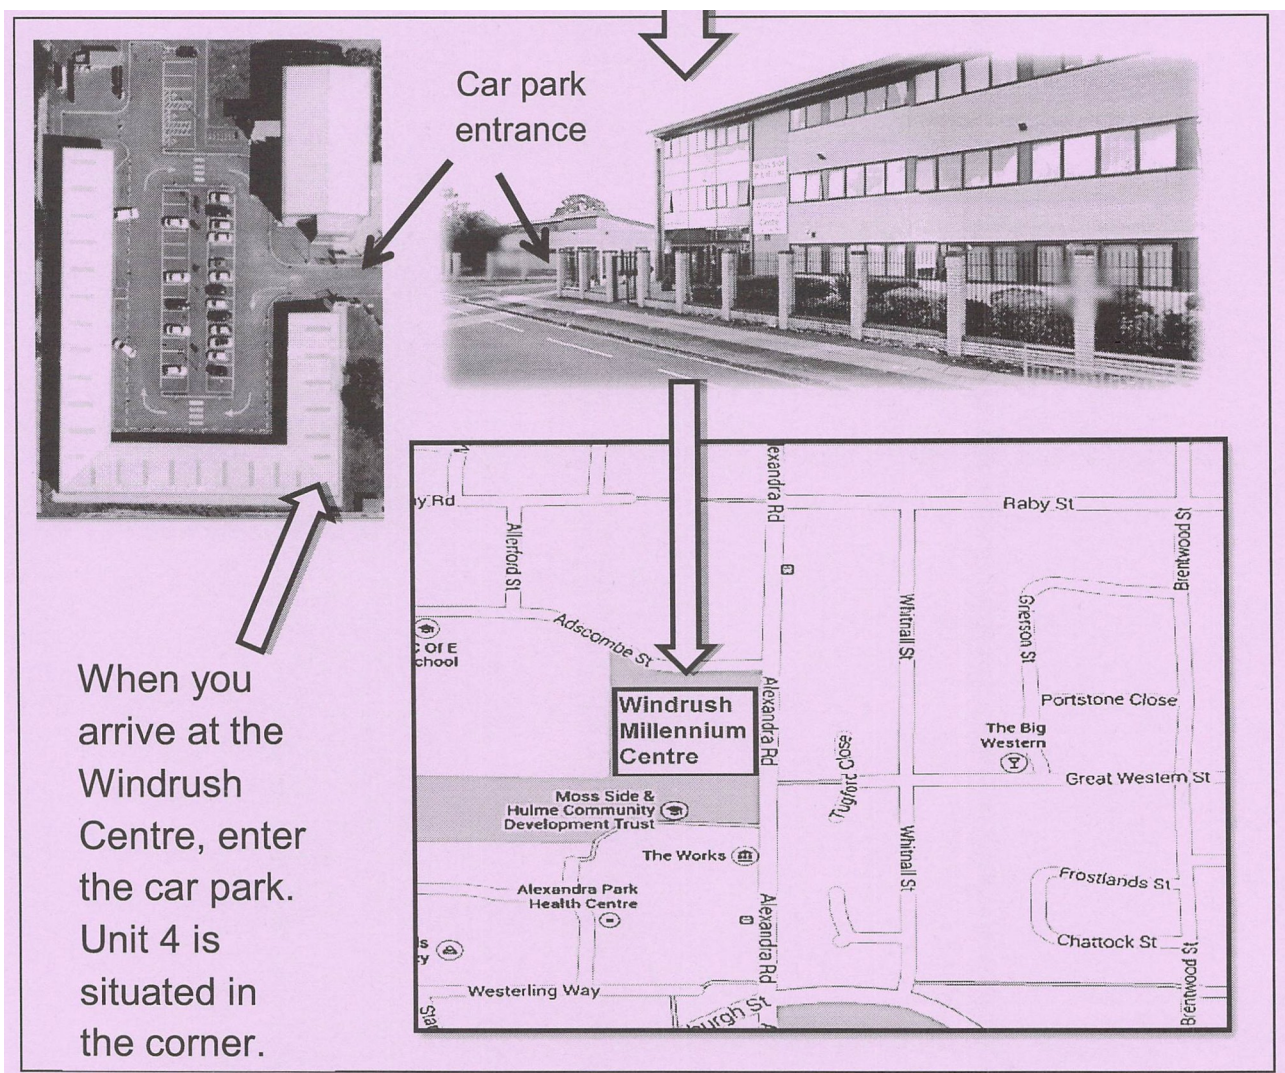 Car park
entrance
When you
arrive at the
Windrush
Centre, enter
the car park.
Unit 4 is
situated in
the corner.
Raby St
Alexandra Rd
Allerford St
Brentwood St
Adscombe St
Whitnall St
Grierson St
C Of E
School
Windrush
Millennium
Centre
Alexandra Rd
Portstone Close
The Big
Western
Tugford Close
Great Western St
Moss Side &
Hulme Community
Development Trust
The Works
Whitnall St
Frostlands St
Alexandra Park
Health Centre
Alexandra Rd
Chattock St
Westerling Way
Brentwood St